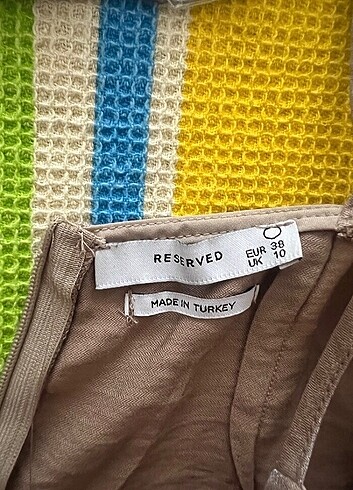 RESERVED
EUR 38
UK 10
MADE IN TURKEY